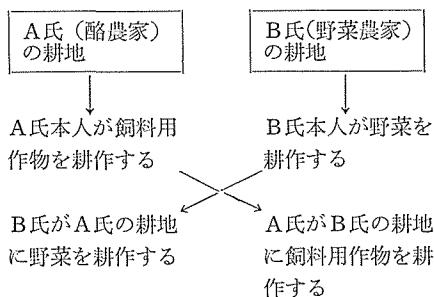 A氏（酪農家）
の耕地
B氏(野菜農家)
の耕地
A氏本人が飼料用
作物を耕作する
B氏本人が野菜を
耕作する
B氏がA氏の耕地
に野菜を耕作する
A氏がB氏の耕地
に飼料用作物を耕
作する